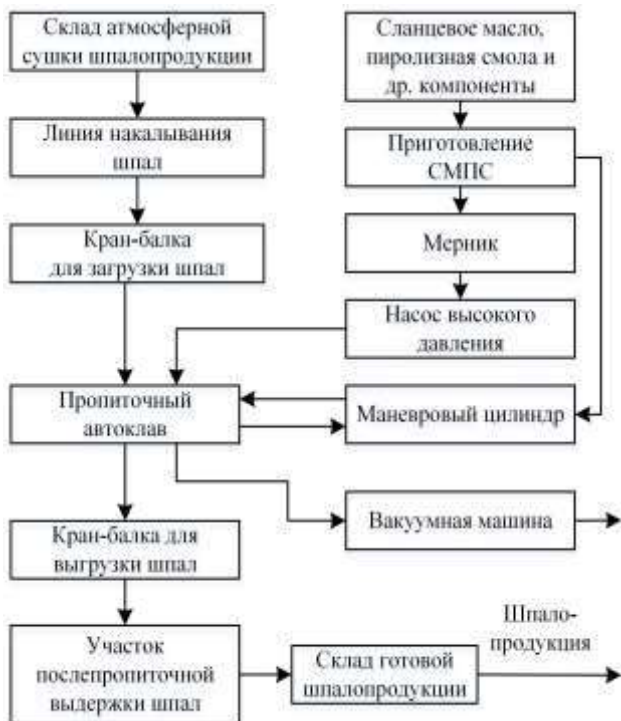 Склад атмосферной
сушки шпалопродукции
Сланцевое масло,
пиролизная смола и
др. компоненты
Линия накалывания
шпал
Приготовление
СМПС
Кран-балка
для загрузки шпал
Мерник
Насос высокого
давления
Пропиточный
автоклав
Маневровый цилиндр
Вакуумная машина
Кран-балка для
выгрузки шпал
Участок
послепропиточной
выдержки шпал
Склад готовой
шпалопродукции
Шпало-
продукция